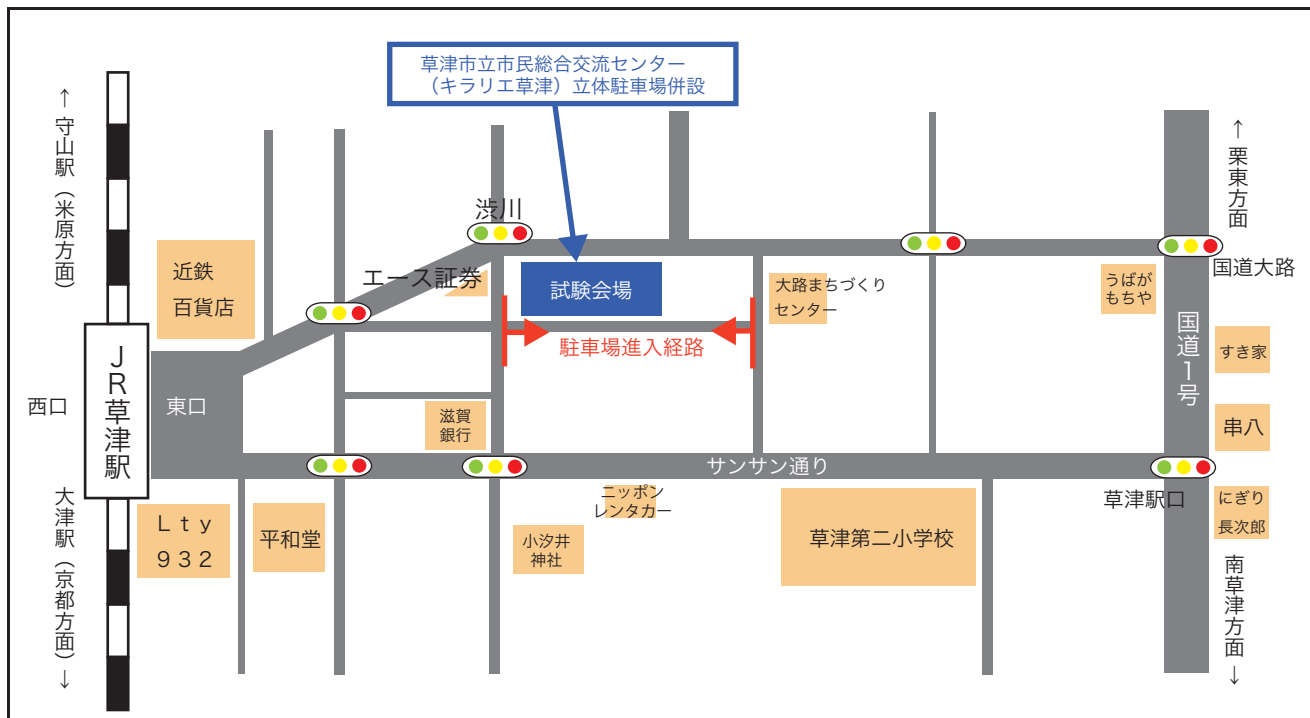 草津市立市民総合交流センター
（キラリエ草津）立体駐車場併設
↑守山駅（米原方面）
↑栗東方面
渋川
国道大路
近鉄
百貨店
エース証券
試験会場
大路まちづくり
センター
うばが
もちや
駐車場進入経路
国道1号
すき家
JR草津駅
西口
東口
滋賀
銀行
串八
サンサン通り
草津駅口
大津駅（京都方面）↓
Lty
932
平和堂
ニッポン
レンタカー
小汐井
神社
草津第二小学校
にぎり
長次郎
南草津方面↓